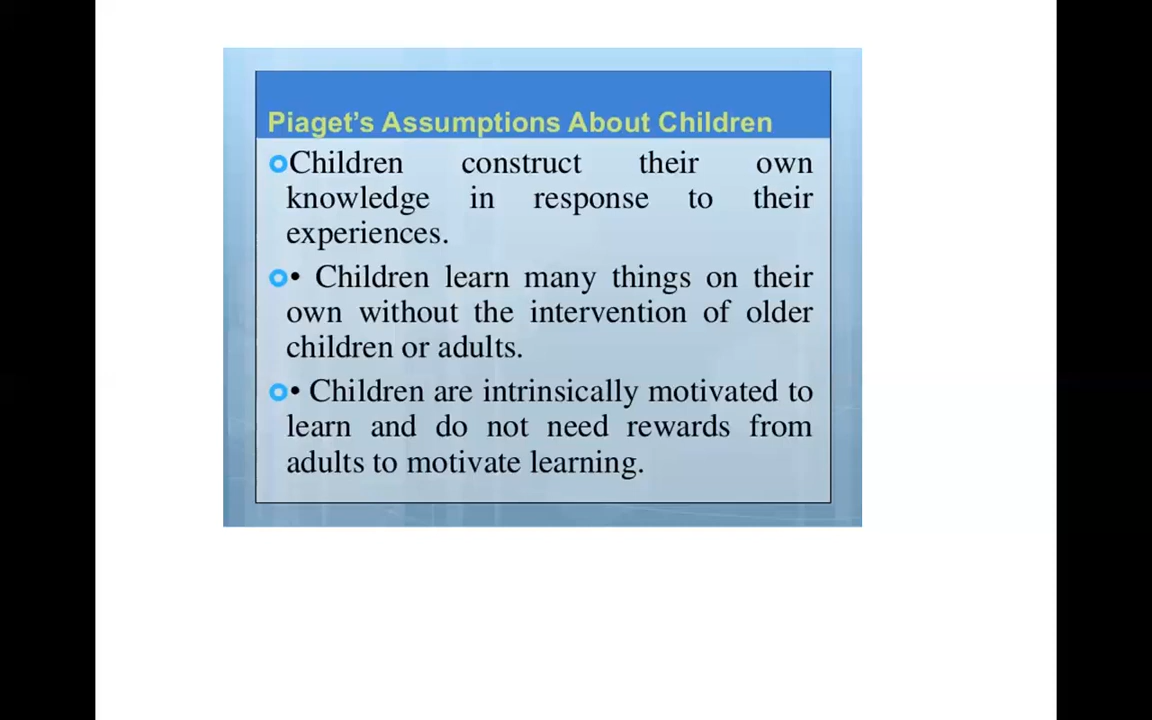 Piaget's Assumptions About Children
Children construct their own
knowledge in response to their
experiences.
• Children learn many things on their
own without the intervention of older
children or adults.
• Children are intrinsically motivated to
learn and do not need rewards from
adults to motivate learning.